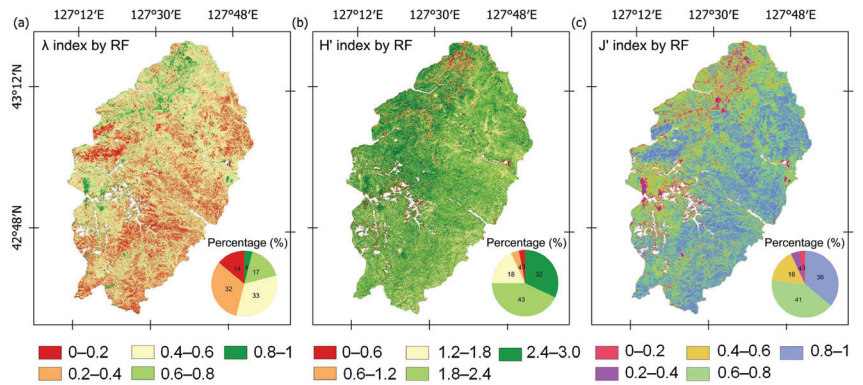 (a)
127°12'E
127°30'E
127°48'E
43°12'N
42°48'N
λ index by RF
Percentage (%)
14
4
17
33
32
0–0.2
0.2–0.4
0.4–0.6
0.6–0.8
0.8–1
(b)
127°12'E
127°30'E
127°48'E
H' index by RF
Percentage (%)
43
32
43
18
0–0.6
0.6–1.2
1.2–1.8
1.8–2.4
2.4–3.0
(c)
127°12'E
127°30'E
127°48'E
J' index by RF
Percentage (%)
43
36
41
16
0–0.2
0.2–0.4
0.4–0.6
0.6–0.8
0.8–1